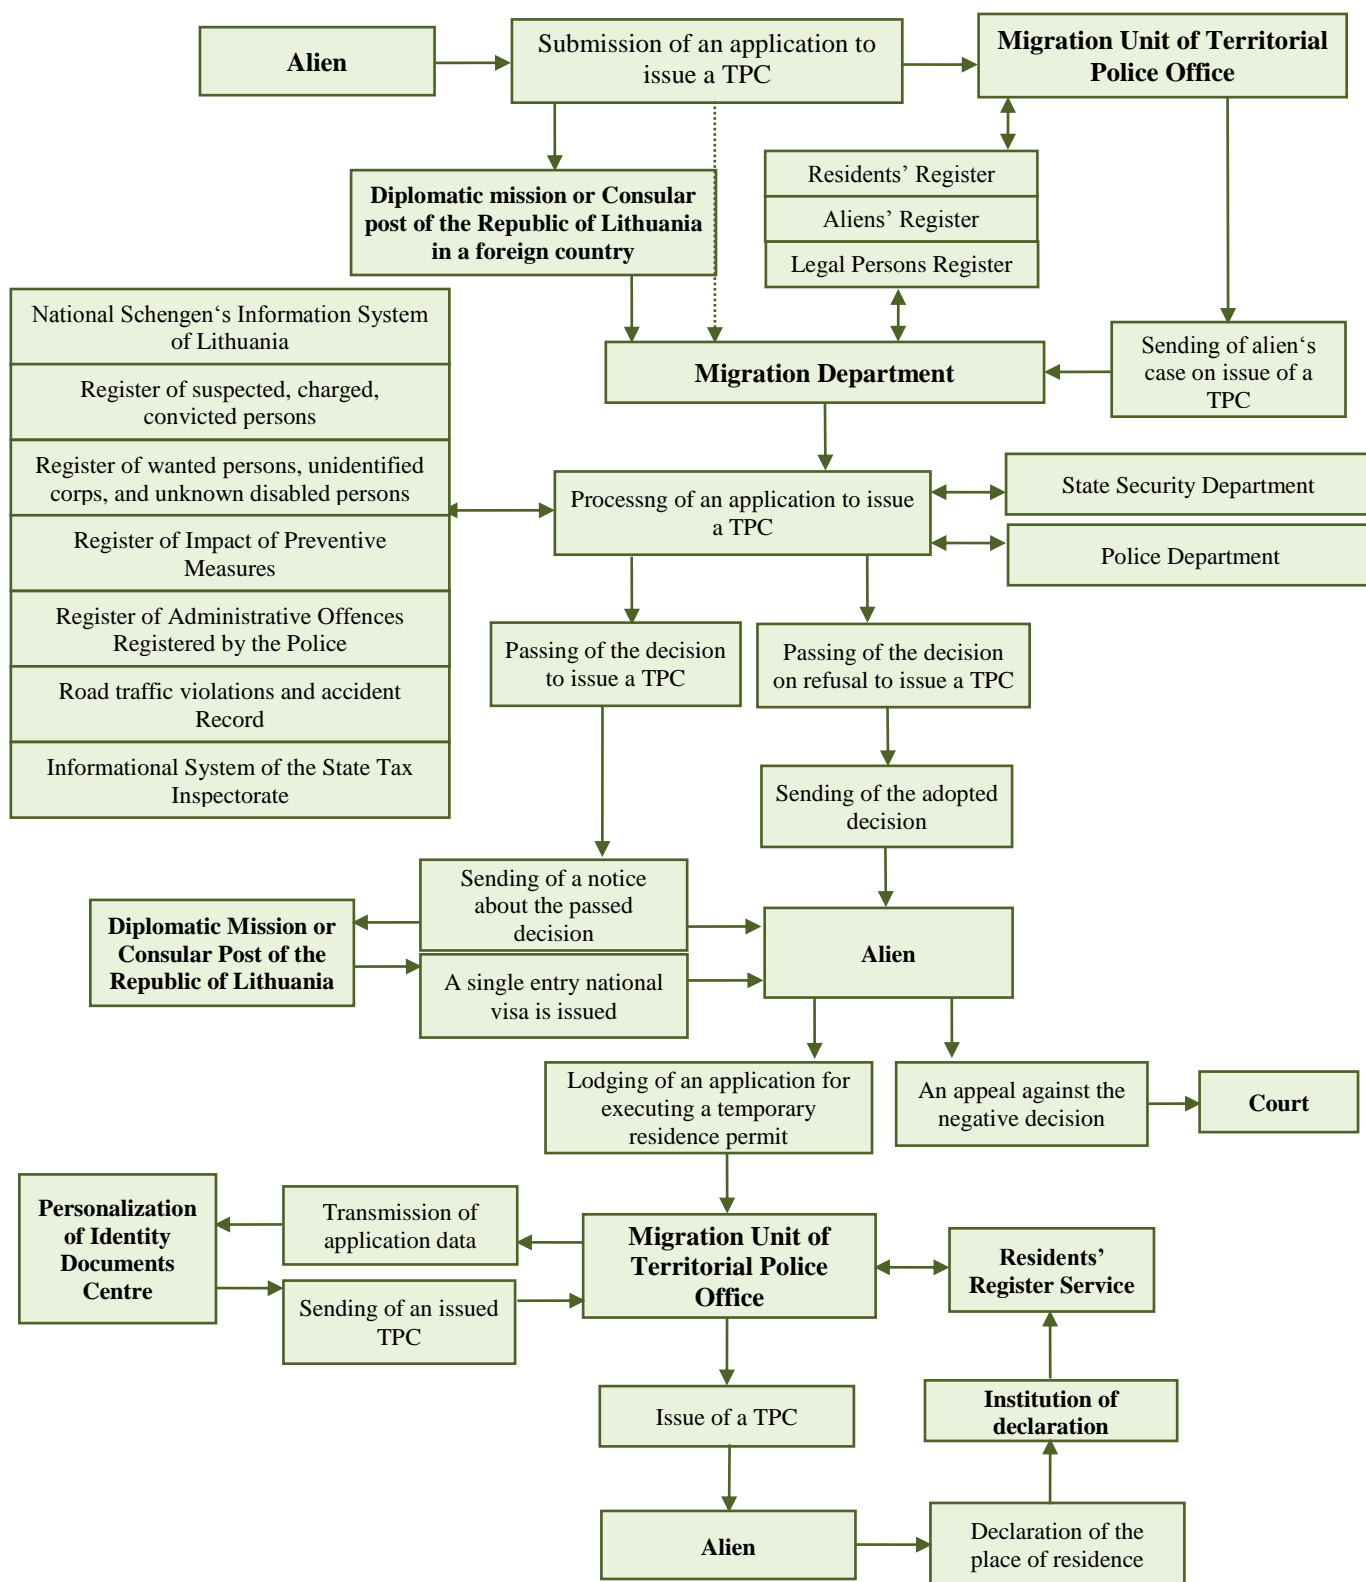 Alien
Submission of an application to
issue a TPC
Migration Unit of Territorial
Police Office
Diplomatic mission or Consular
post of the Republic of Lithuania
in a foreign country
Residents’ Register
Aliens’ Register
Legal Persons Register
National Schengen‘s Information System
of Lithuania
Register of suspected, charged,
convicted persons
Register of wanted persons, unidentified
corps, and unknown disabled persons
Register of Impact of Preventive
Measures
Register of Administrative Offences
Registered by the Police
Road traffic violations and accident
Record
Informational System of the State Tax
Inspectorate
Migration Department
Sending of alien‘s
case on issue of a
TPC
Processng of an application to issue
a TPC
State Security Department
Police Department
Passing of the decision
to issue a TPC
Passing of the decision
on refusal to issue a TPC
Sending of the adopted
decision
Sending of a notice
about the passed
decision
Diplomatic Mission or
Consular Post of the
Republic of Lithuania
A single entry national
visa is issued
Alien
Lodging of an application for
executing a temporary
residence permit
An appeal against the
negative decision
Court
Personalization
of Identity
Documents
Centre
Transmission of
application data
Sending of an issued
TPC
Migration Unit of
Territorial Police
Office
Residents’
Register Service
Issue of a TPC
Institution of
declaration
Alien
Declaration of the
place of residence